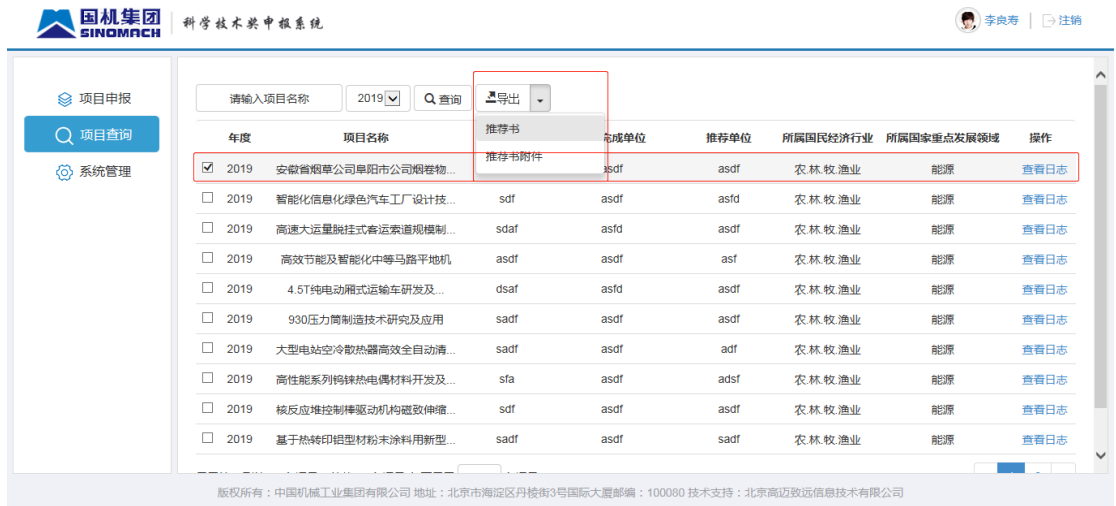 国机集团 SINOMACH 科学技术奖申报系统 李良寿 注销
项目申报
项目查询
系统管理
请输入项目名称 2019 查询 导出
推荐书
推荐书附件
年度 项目名称 完成单位 推荐单位 所属国民经济行业 所属国家重点发展领域 操作
2019 安徽省烟草公司阜阳市公司烟卷物... asdf asdf 农.林.牧.渔业 能源 查看日志
2019 智能化信息化绿色汽车工厂设计技... sdf asdf asfd 农.林.牧.渔业 能源 查看日志
2019 高速大运量脱挂式客运索道规模制... sdaf asfd asdf 农.林.牧.渔业 能源 查看日志
2019 高效节能及智能化中等马路平地机 asdf asdf asf 农.林.牧.渔业 能源 查看日志
2019 4.5T纯电动厢式运输车研发及... dsaf asfd asdf 农.林.牧.渔业 能源 查看日志
2019 930压力筒制造技术研究及应用 sadf asdf asdf 农.林.牧.渔业 能源 查看日志
2019 大型电站空冷散热器高效全自动清... sadf asdf adf 农.林.牧.渔业 能源 查看日志
2019 高性能系列钨铼热电偶材料开发及... sfa asdf adsf 农.林.牧.渔业 能源 查看日志
2019 核反应堆控制棒驱动机构磁致伸缩... sdf asdf asdf 农.林.牧.渔业 能源 查看日志
2019 基于热转印铝型材粉末涂料用新型... sadf asdf sadf 农.林.牧.渔业 能源 查看日志
版权所有：中国机械工业集团有限公司 地址：北京市海淀区丹棱街3号国际大厦邮编：100080 技术支持：北京高迈致远信息技术有限公司